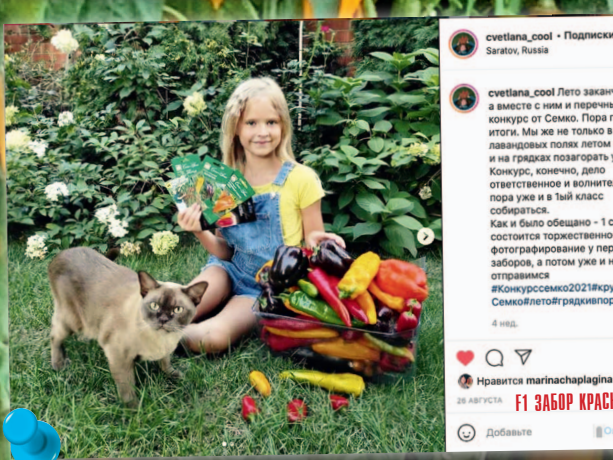 cvetlana_cool • Подписки
Saratov, Russia
cvetlana_cool Лето закан
а вместе с ним и перечн
конкурс от Семко. Пора
итоги. Мы же не только
лавандовых полях летом
и на грядках позагорать
Конкурс, конечно, дело
ответственное и волните
пора уже и в 1ый класс
собираться.
Как и было обещано - 1 с
состоится торжественно
фотографирование у пер
заборов, а потом уже и н
отправимся
#Конкурссемко2021#кру
Семко#лето#грядкивпор
4 нед.
Нравится marinachaplagina
26 АВГУСТА
F1 ЗАБОР КРАС
Добавьте